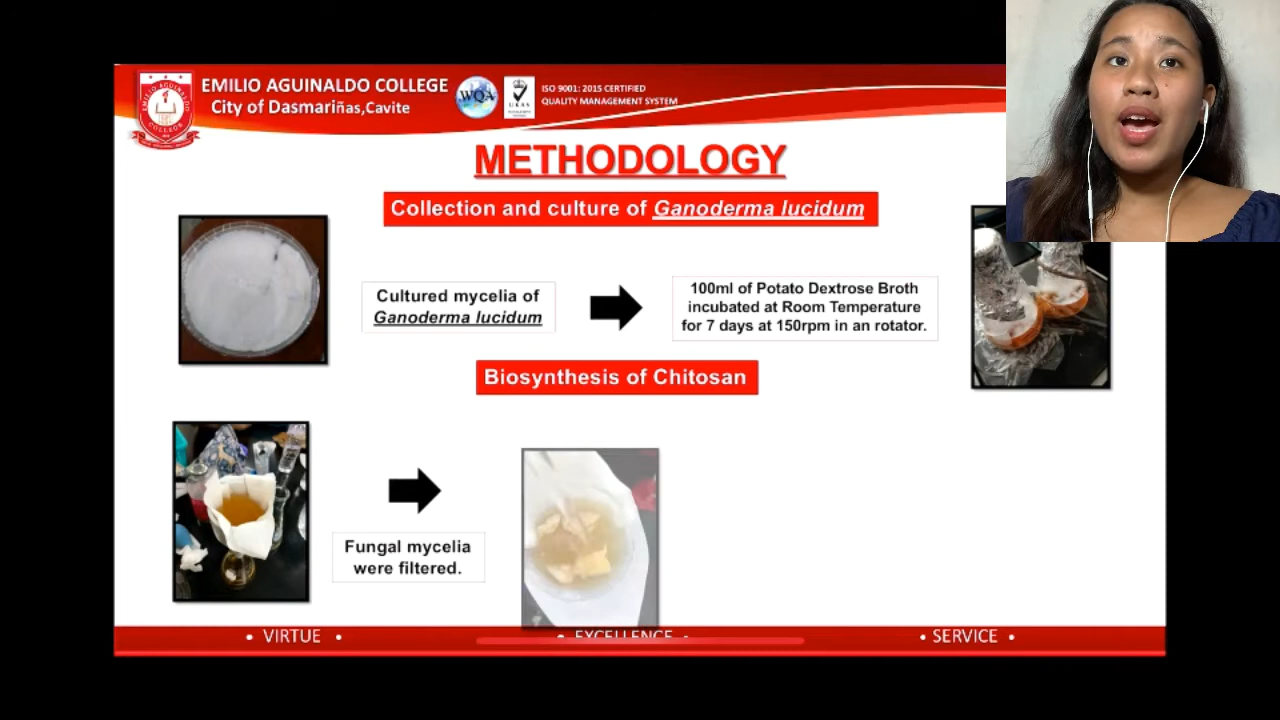 EMILIO AGUINALDO COLLEGE
City of Dasmariñas,Cavite
WQA
UKAS
ISO 9001: 2015 CERTIFIED
QUALITY MANAGEMENT SYSTEM
METHODOLOGY
Collection and culture of Ganoderma lucidum
Cultured mycelia of
Ganoderma lucidum
100ml of Potato Dextrose Broth
incubated at Room Temperature
for 7 days at 150rpm in an rotator.
Biosynthesis of Chitosan
Fungal mycelia
were filtered.
• VIRTUE •
• EXCELLENCE •
• SERVICE •